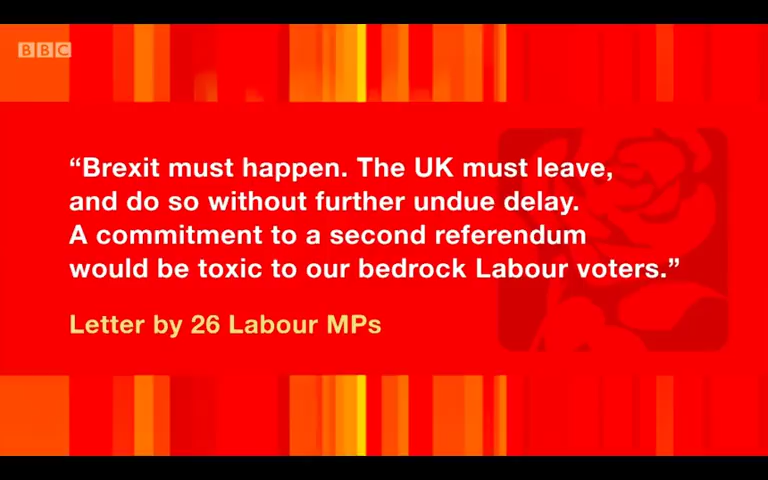 BBC
“Brexit must happen. The UK must leave,
and do so without further undue delay.
A commitment to a second referendum
would be toxic to our bedrock Labour voters.”
Letter by 26 Labour MPs